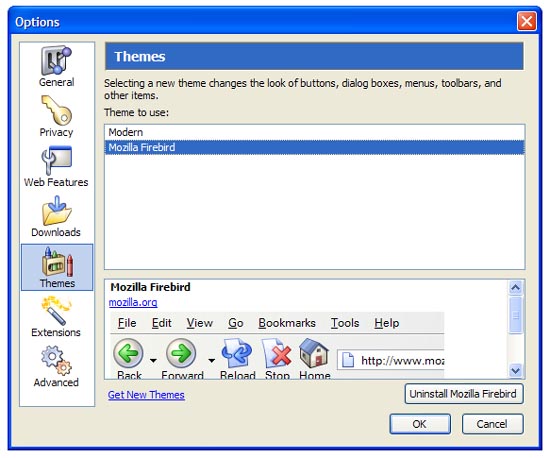 Options
General
Privacy
Web Features
Downloads
Themes
Extensions
Advanced
Themes
Selecting a new theme changes the look of buttons, dialog boxes, menus, toolbars, and
other items.
Theme to use:
Modern
Mozilla Firebird
Mozilla Firebird
mozilla.org
File Edit View Go Bookmarks Tools Help
Back Forward Reload Stop Home http://www.moz
Get New Themes
Uninstall Mozilla Firebird
OK Cancel